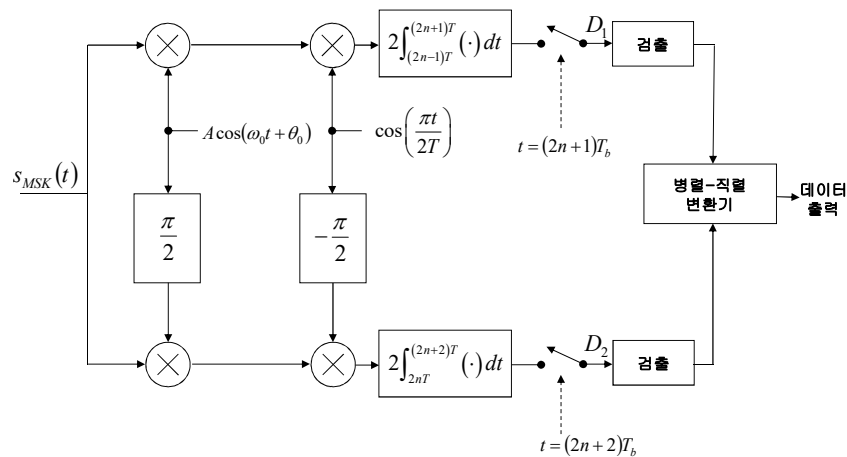 2∫_{(2n-1)T}^{(2n+1)T}(·)dt
D₁
검출
s_{MSK}(t)
A cos(ω₀t + θ₀)
cos(πt/2T)
t = (2n+1)T_b
π/2
-π/2
병렬-직렬
변환기
데이터
출력
2∫_{2nT}^{(2n+2)T}(·)dt
D₂
검출
t = (2n+2)T_b